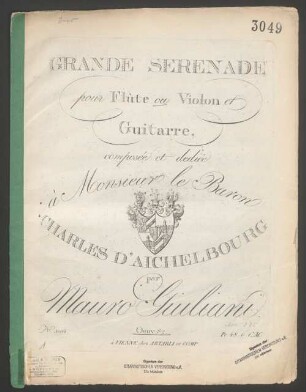 3049
GRANDE SERENADE
pour Flûte ou Violon et
Guitarre,
composée et dediée
à Monsieur le Baron
CHARLES D'AICHELBOURG
par
Mauro Giuliani
Oeuv.
à VIENNE chez ARTARIA et COMP